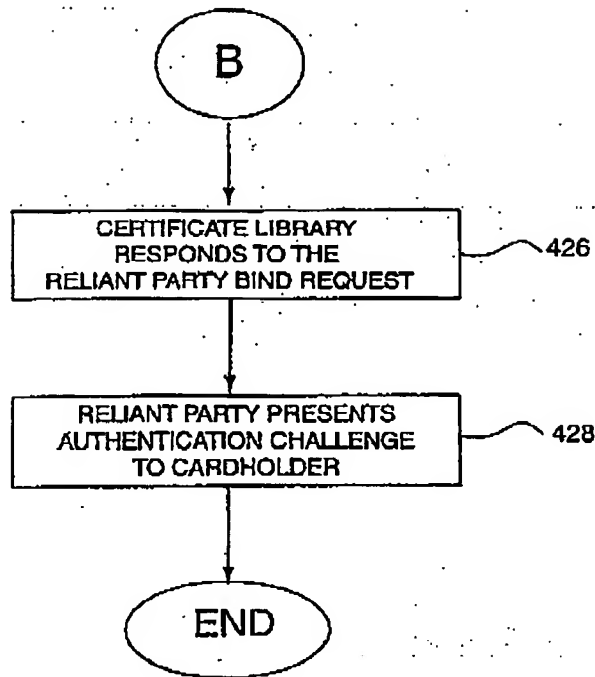 B
CERTIFICATE LIBRARY
RESPONDS TO THE
RELIANT PARTY BIND REQUEST
426
RELIANT PARTY PRESENTS
AUTHENTICATION CHALLENGE
TO CARDHOLDER
428
END